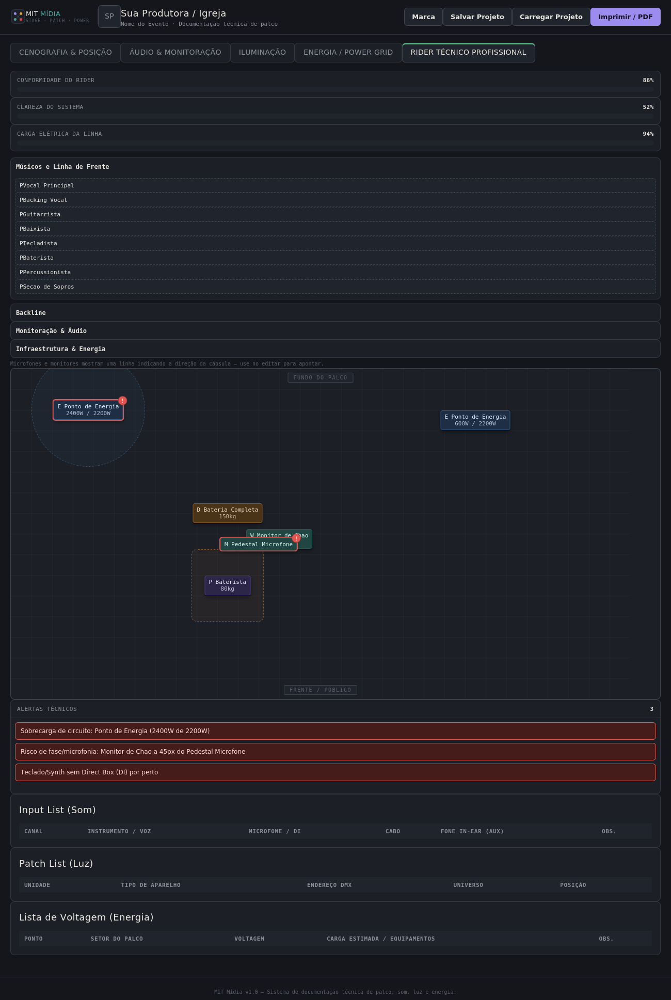 MIT MÍDIA
STAGE · PATCH · POWER
SP
Sua Produtora / Igreja
Nome do Evento · Documentação técnica de palco
Marca
Salvar Projeto
Carregar Projeto
Imprimir / PDF
CENOGRAFIA & POSIÇÃO
ÁUDIO & MONITORAÇÃO
ILUMINAÇÃO
ENERGIA / POWER GRID
RIDER TÉCNICO PROFISSIONAL
CONFORMIDADE DO RIDER 86%
CLAREZA DO SISTEMA 52%
CARGA ELÉTRICA DA LINHA 94%
Músicos e Linha de Frente
PVocal Principal
PBacking Vocal
PGuitarrista
PBaixista
PTecladista
PBaterista
PPercussionista
PSecao de Sopros
Backline
Monitoração & Áudio
Infraestrutura & Energia
Microfones e monitores mostram uma linha indicando a direção da cápsula — use no editar para apontar.
FUNDO DO PALCO
!
E Ponto de Energia
2400W / 2200W
E Ponto de Energia
600W / 2200W
D Bateria Completa
150kg
W Monitor de Chao
!
M Pedestal Microfone
P Baterista
80kg
FRENTE / PÚBLICO
ALERTAS TÉCNICOS 3
Sobrecarga de circuito: Ponto de Energia (2400W de 2200W)
Risco de fase/microfonia: Monitor de Chao a 45px do Pedestal Microfone
Teclado/Synth sem Direct Box (DI) por perto
Input List (Som)
CANAL INSTRUMENTO / VOZ MICROFONE / DI CABO FONE IN-EAR (AUX) OBS.
Patch List (Luz)
UNIDADE TIPO DE APARELHO ENDEREÇO DMX UNIVERSO POSIÇÃO
Lista de Voltagem (Energia)
PONTO SETOR DO PALCO VOLTAGEM CARGA ESTIMADA / EQUIPAMENTOS OBS.
MIT Mídia v1.0 — Sistema de documentação técnica de palco, som, luz e energia.